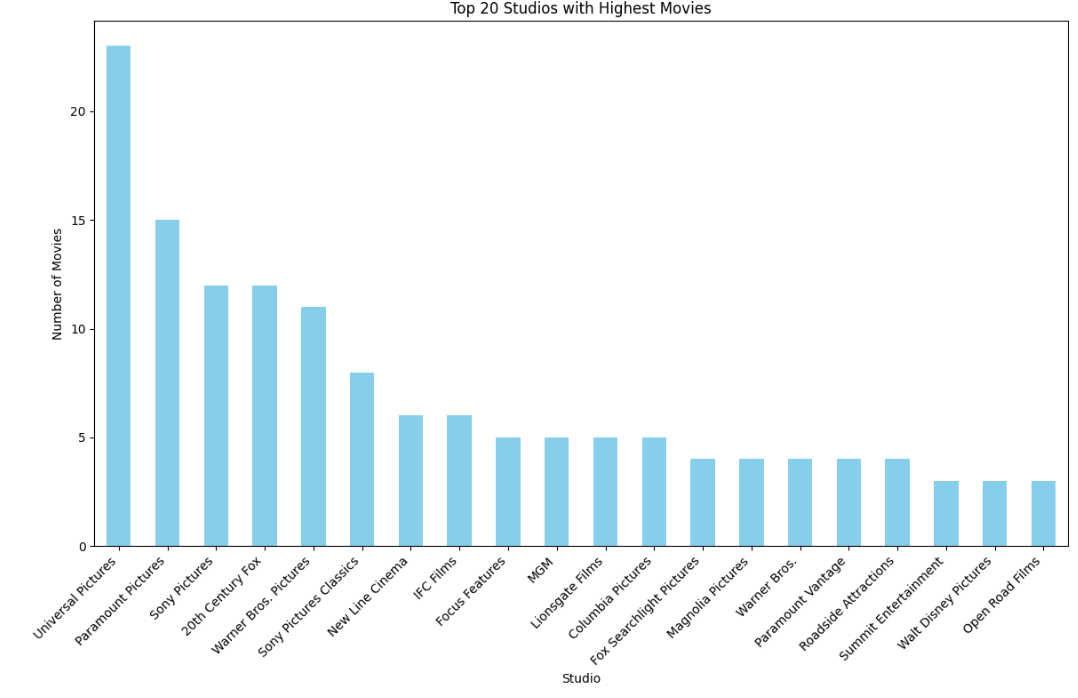 Top 20 Studios with Highest Movies
Number of Movies
20
15
10
5
0
Universal Pictures
Paramount Pictures
Sony Pictures
20th Century Fox
Warner Bros. Pictures
Sony Pictures Classics
New Line Cinema
IFC Films
Focus Features
MGM
Lionsgate Films
Columbia Pictures
Fox Searchlight Pictures
Magnolia Pictures
Warner Bros.
Paramount Vantage
Roadside Attractions
Summit Entertainment
Walt Disney Pictures
Open Road Films
Studio